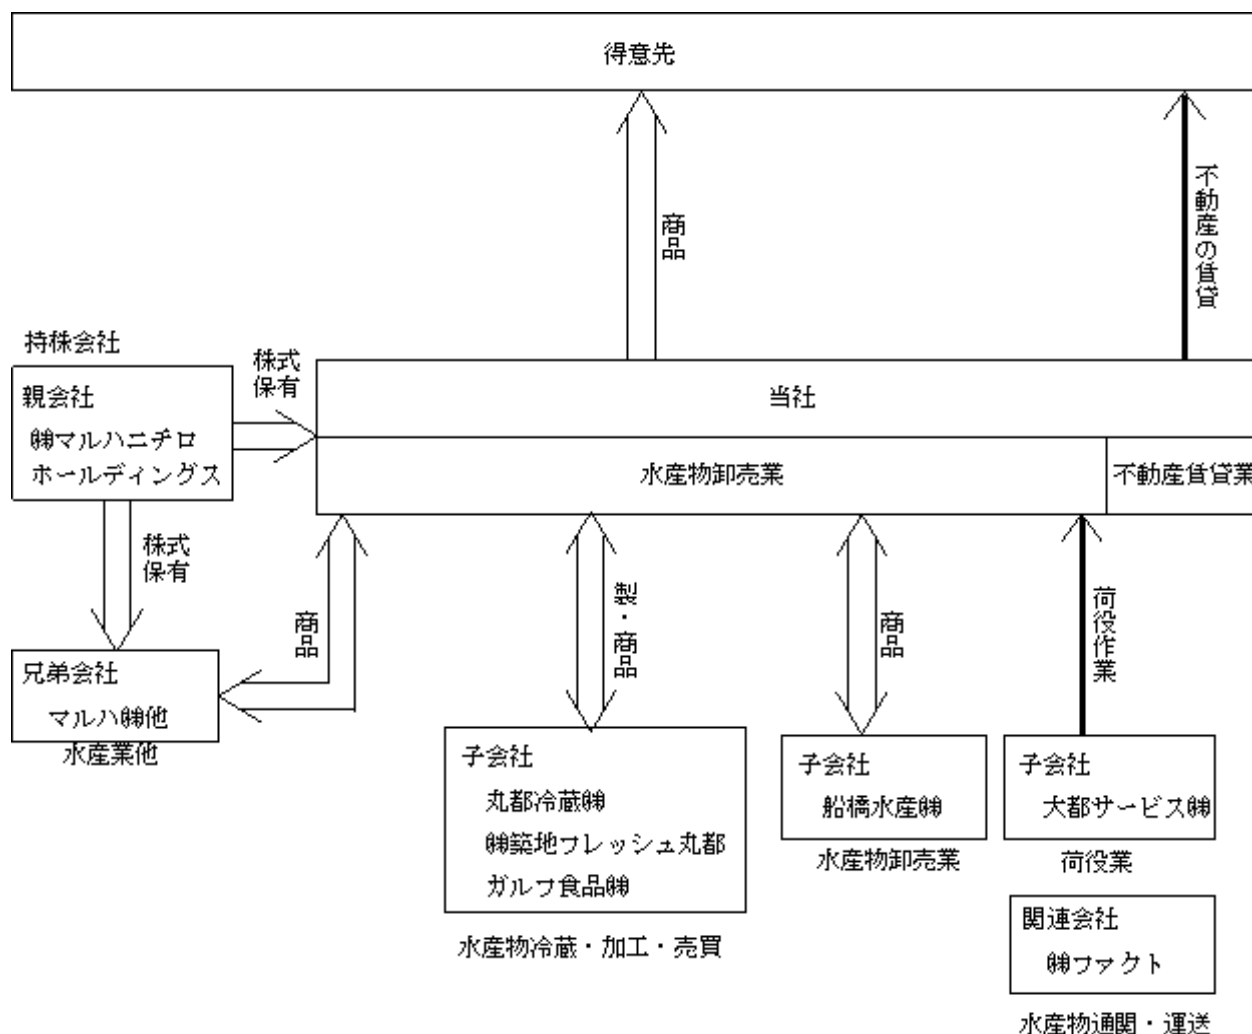 得意先
商品
不動産の賃貸
持株会社
親会社
㈱マルハニチロ
ホールディングス
株式
保有
当社
水産物卸売業
不動産賃貸業
株式
保有
商品
製・商品
商品
荷役作業
兄弟会社
マルハ㈱他
水産業他
子会社
丸都冷蔵㈱
㈱築地フレッシュ丸都
ガルフ食品㈱
水産物冷蔵・加工・売買
子会社
船橋水産㈱
水産物卸売業
子会社
大都サービス㈱
荷役業
関連会社
㈱ファクト
水産物通関・運送